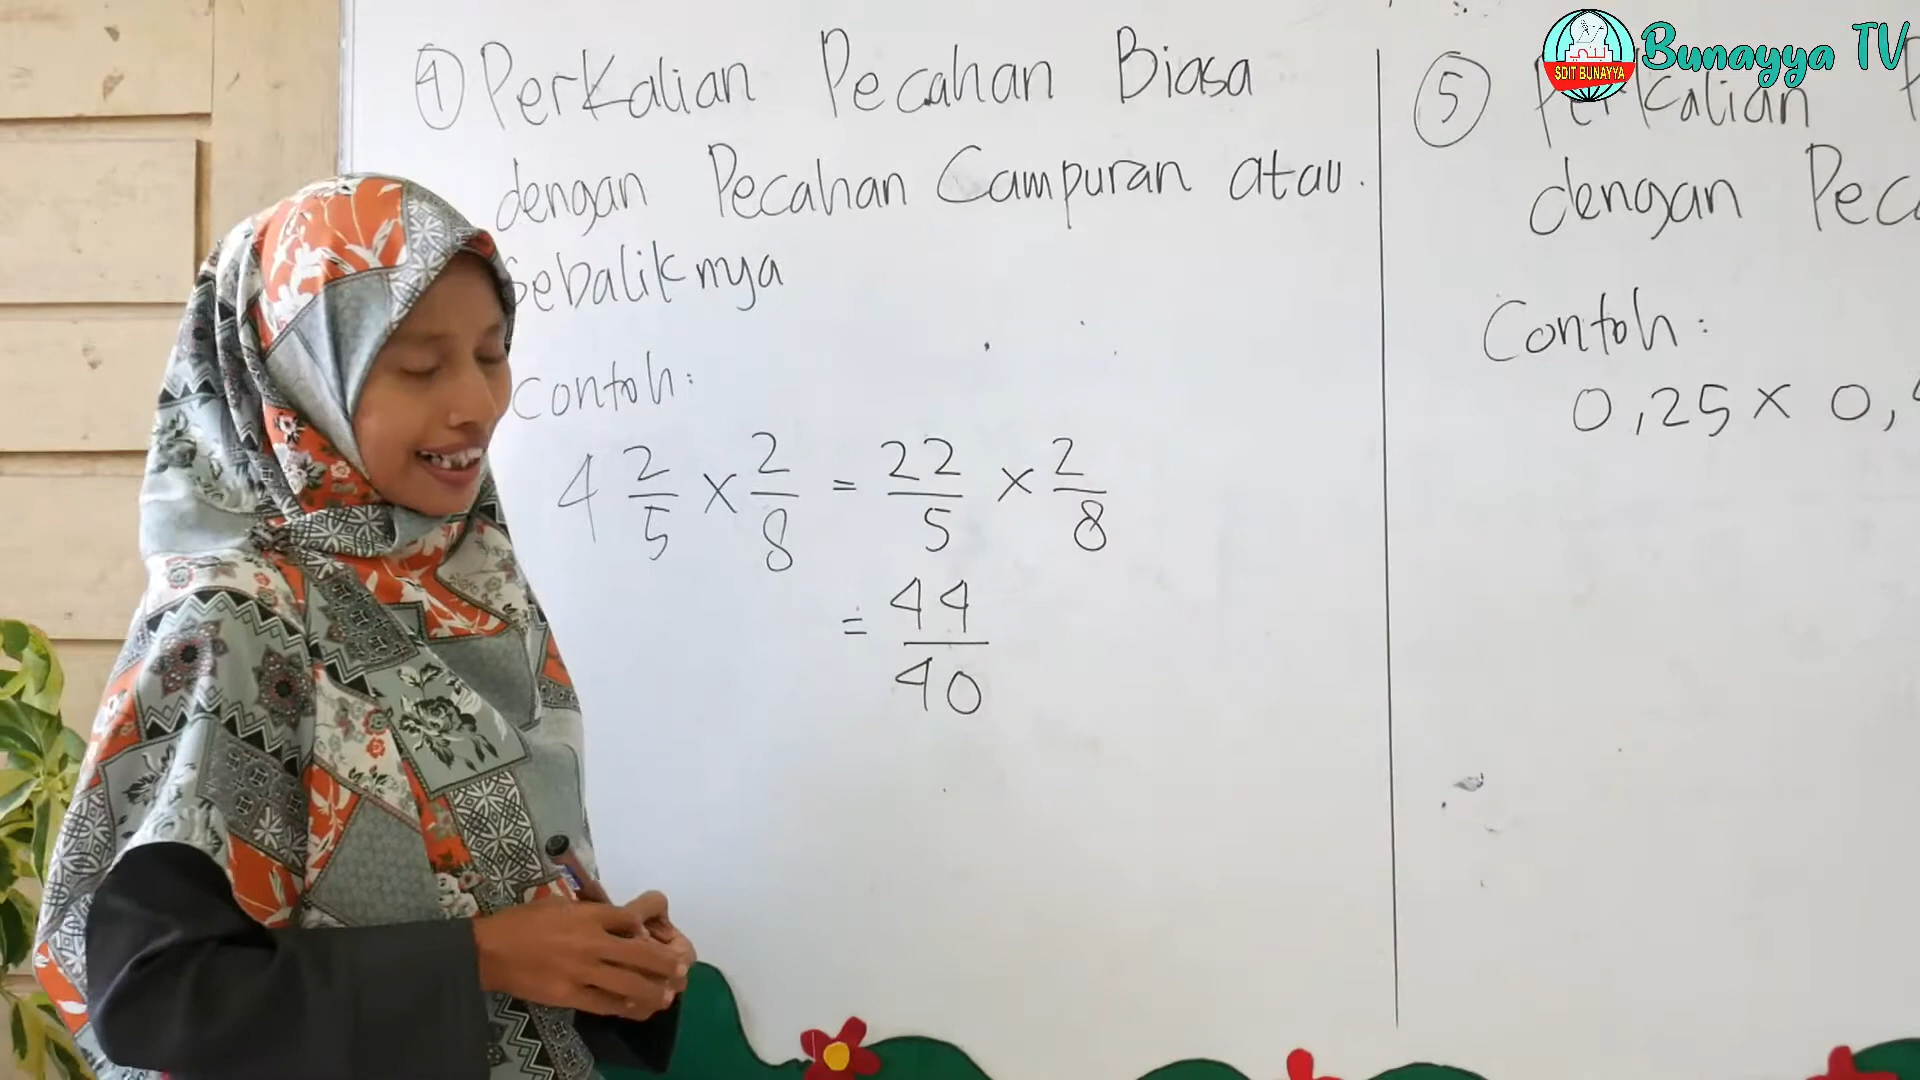 ④ Perkalian Pecahan Biasa
dengan Pecahan Campuran atau
Sebaliknya
Contoh:
4 2/5 × 2/8 = 22/5 × 2/8
= 44/40
⑤ Perkalian
dengan
Contoh:
0,25 × 0,
SDIT BUNAYYA
Bunayya TV